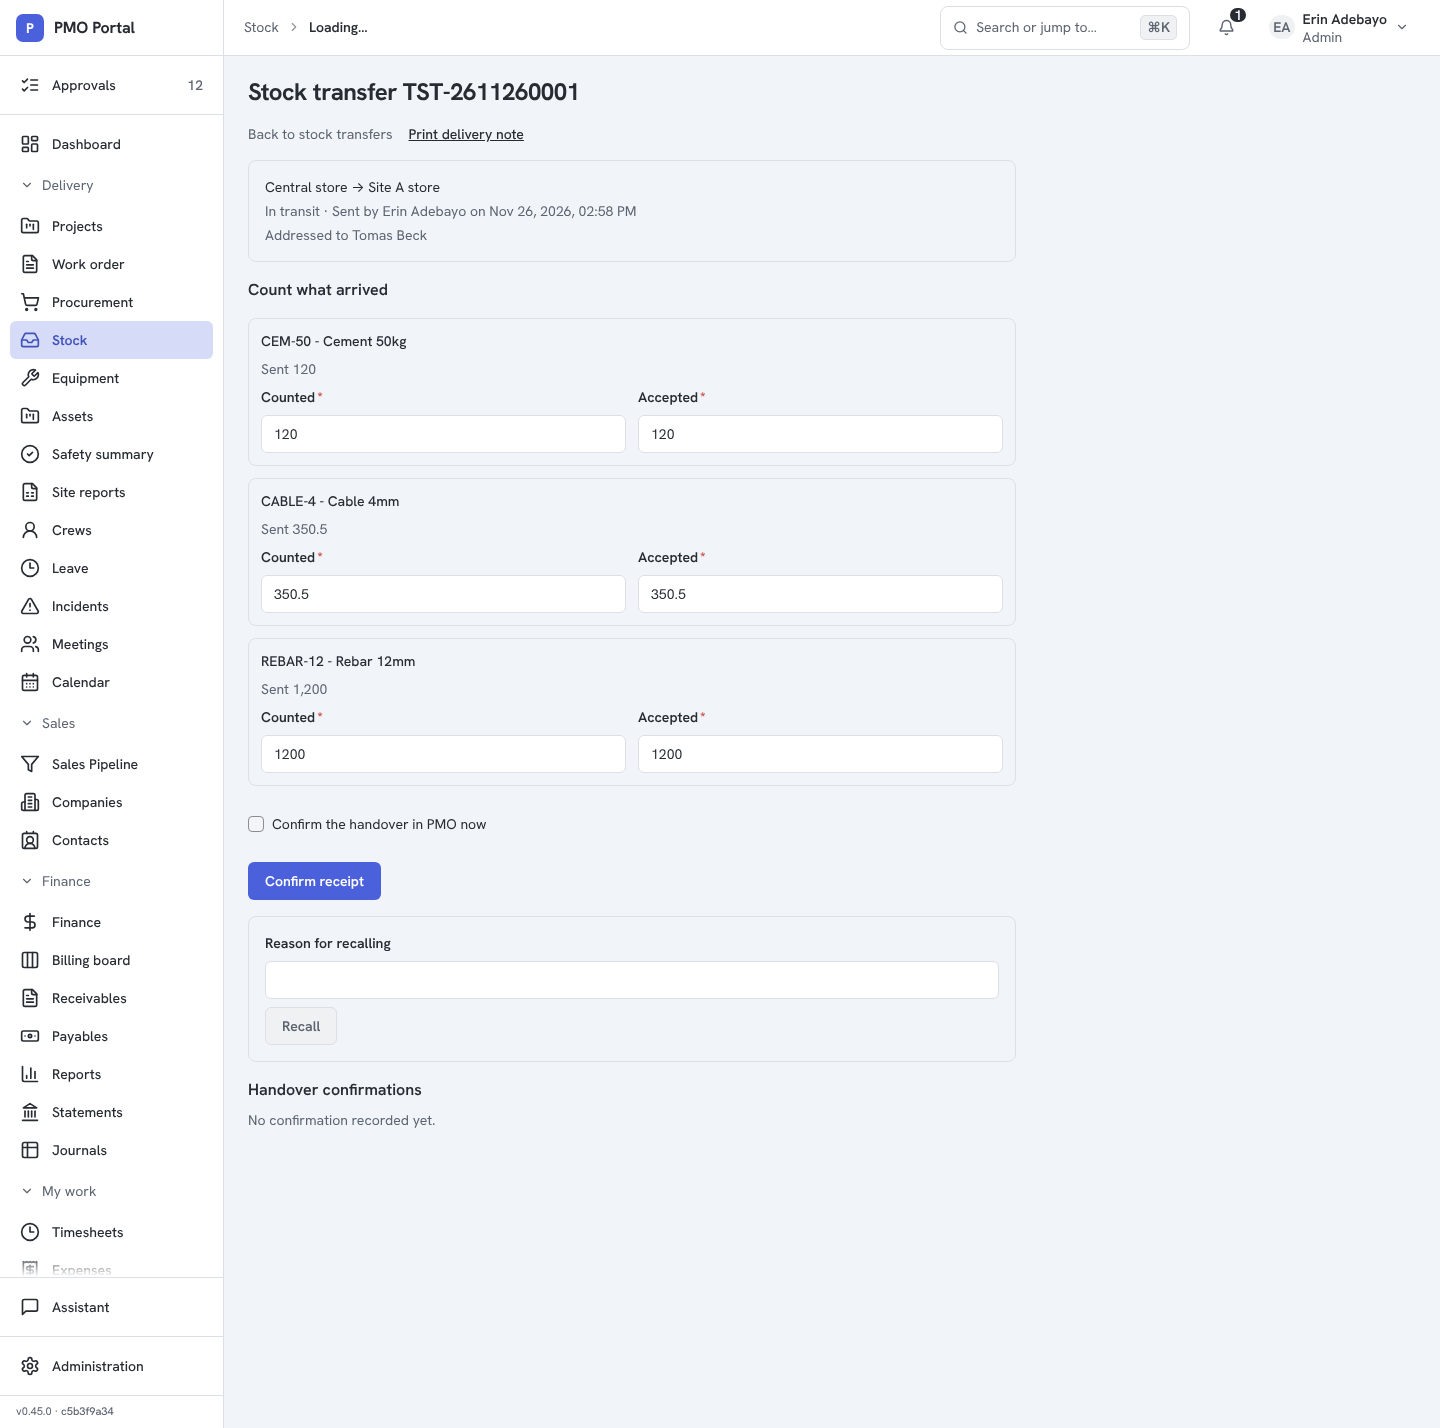 P PMO Portal
Stock > Loading...
Search or jump to... ⌘K
1
EA Erin Adebayo
Admin
Approvals 12
Dashboard
Delivery
Projects
Work order
Procurement
Stock
Equipment
Assets
Safety summary
Site reports
Crews
Leave
Incidents
Meetings
Calendar
Sales
Sales Pipeline
Companies
Contacts
Finance
Finance
Billing board
Receivables
Payables
Reports
Statements
Journals
My work
Timesheets
Expenses
Assistant
Administration
v0.45.0 · c5b3f9a34
Stock transfer TST-2611260001
Back to stock transfers Print delivery note
Central store → Site A store
In transit · Sent by Erin Adebayo on Nov 26, 2026, 02:58 PM
Addressed to Tomas Beck
Count what arrived
CEM-50 - Cement 50kg
Sent 120
Counted * Accepted *
120 120
CABLE-4 - Cable 4mm
Sent 350.5
Counted * Accepted *
350.5 350.5
REBAR-12 - Rebar 12mm
Sent 1,200
Counted * Accepted *
1200 1200
Confirm the handover in PMO now
Confirm receipt
Reason for recalling
Recall
Handover confirmations
No confirmation recorded yet.